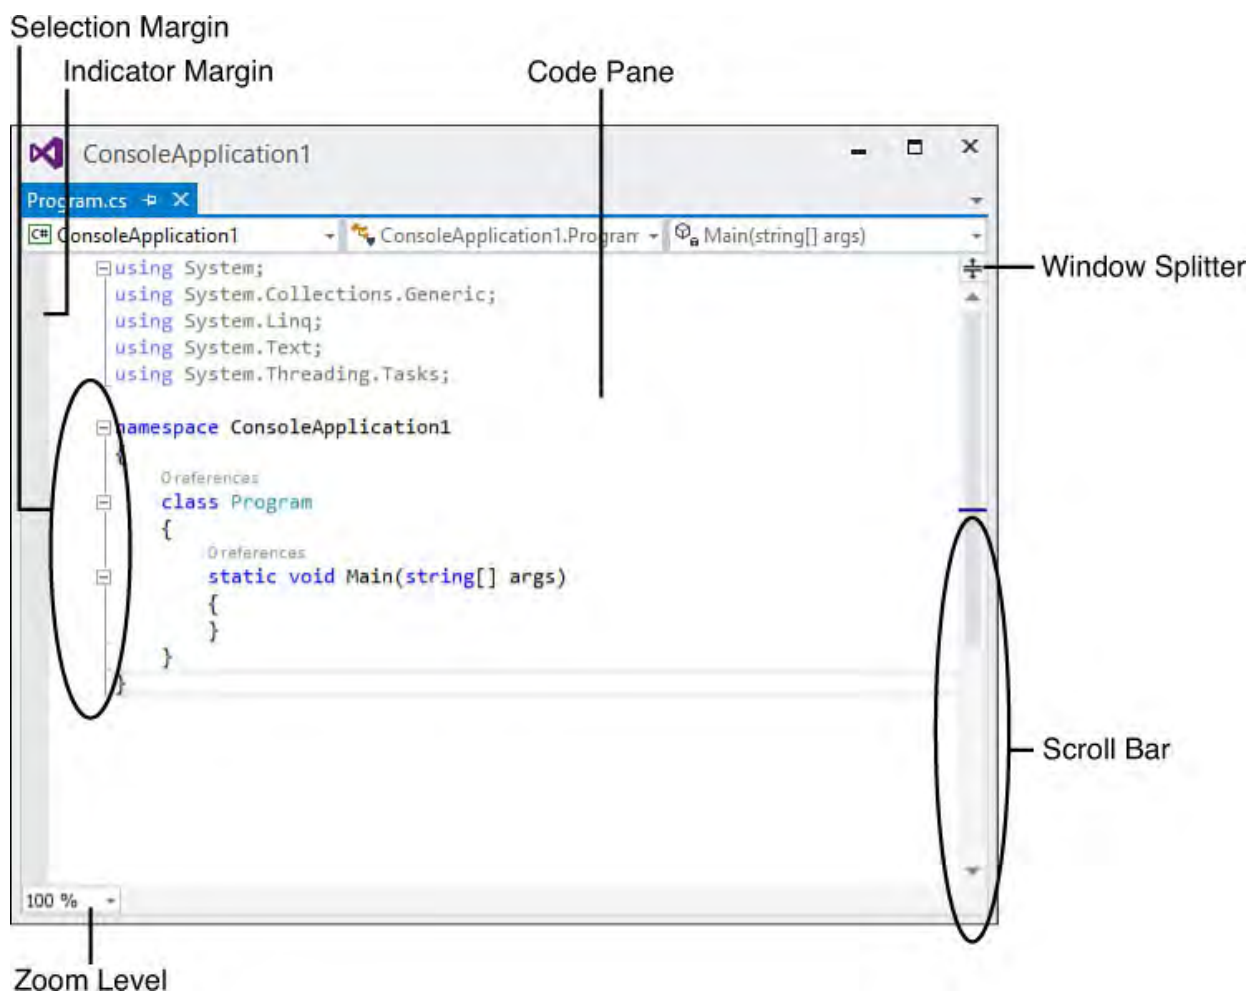 Selection Margin
Indicator Margin
Code Pane
ConsoleApplication1
Program.cs
C# ConsoleApplication1
ConsoleApplication1.Program
Main(string[] args)
using System;
Window Splitter
using System.Collections.Generic;
using System.Linq;
using System.Text;
using System.Threading.Tasks;
namespace ConsoleApplication1
{
0 references
class Program
{
0 references
static void Main(string[] args)
{
}
}
}
Scroll Bar
100 %
Zoom Level